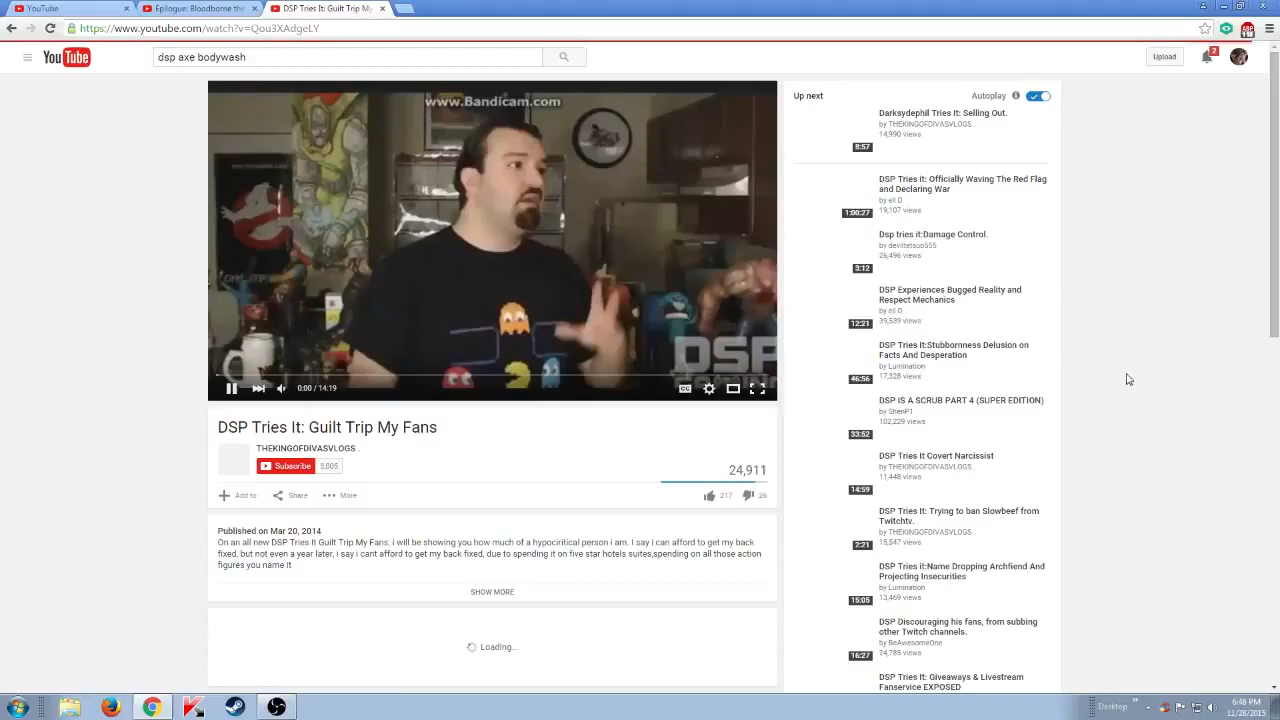 YouTube
Epilogue: Bloodborne the
DSP Tries It: Guilt Trip My
https://www.youtube.com/watch?v=Qou3XAdgeLY
YouTube
dsp axe bodywash
Upload
2
www.Bandicam.com
DSP
0:00 / 14:19
CC
DSP Tries It: Guilt Trip My Fans
THEKINGOFDIVASVLOGS .
Subscribe
3,005
24,911
Add to
Share
More
217
26
Published on Mar 20, 2014
On an all new DSP Tries It Guilt Trip My Fans: i will be showing you how much of a hypociritical person i am. I say i can afford to get my back
fixed, but not even a year later, i say i cant afford to get my back fixed, due to spending it on five star hotels suites,spending on all those action
figures you name it
SHOW MORE
Loading...
Up next
Autoplay
Darksydephil Tries It: Selling Out.
by THEKINGOFDIVASVLOGS .
14,990 views
8:57
DSP Tries it: Officially Waving The Red Flag
and Declaring War
by ell D
19,107 views
1:00:27
Dsp tries it:Damage Control.
by deviltetsuo555
26,496 views
3:12
DSP Experiences Bugged Reality and
Respect Mechanics
by ell D
39,539 views
12:21
DSP Tries It:Stubbornness Delusion on
Facts And Desperation
by Lumination
17,328 views
46:56
DSP IS A SCRUB PART 4 (SUPER EDITION)
by ShenP1
102,229 views
33:52
DSP Tries It Covert Narcissist
by THEKINGOFDIVASVLOGS .
11,448 views
14:59
DSP Tries It: Trying to ban Slowbeef from
Twitchtv.
by THEKINGOFDIVASVLOGS .
15,547 views
2:21
DSP Tries it:Name Dropping Archfiend And
Projecting Insecurities
by Lumination
13,469 views
15:05
DSP Discouraging his fans, from subbing
other Twitch channels.
by BeAwesomeOne
24,785 views
16:27
DSP Tries It: Giveaways & Livestream
Fanservice EXPOSED
Desktop
6:48 PM
11/28/2015